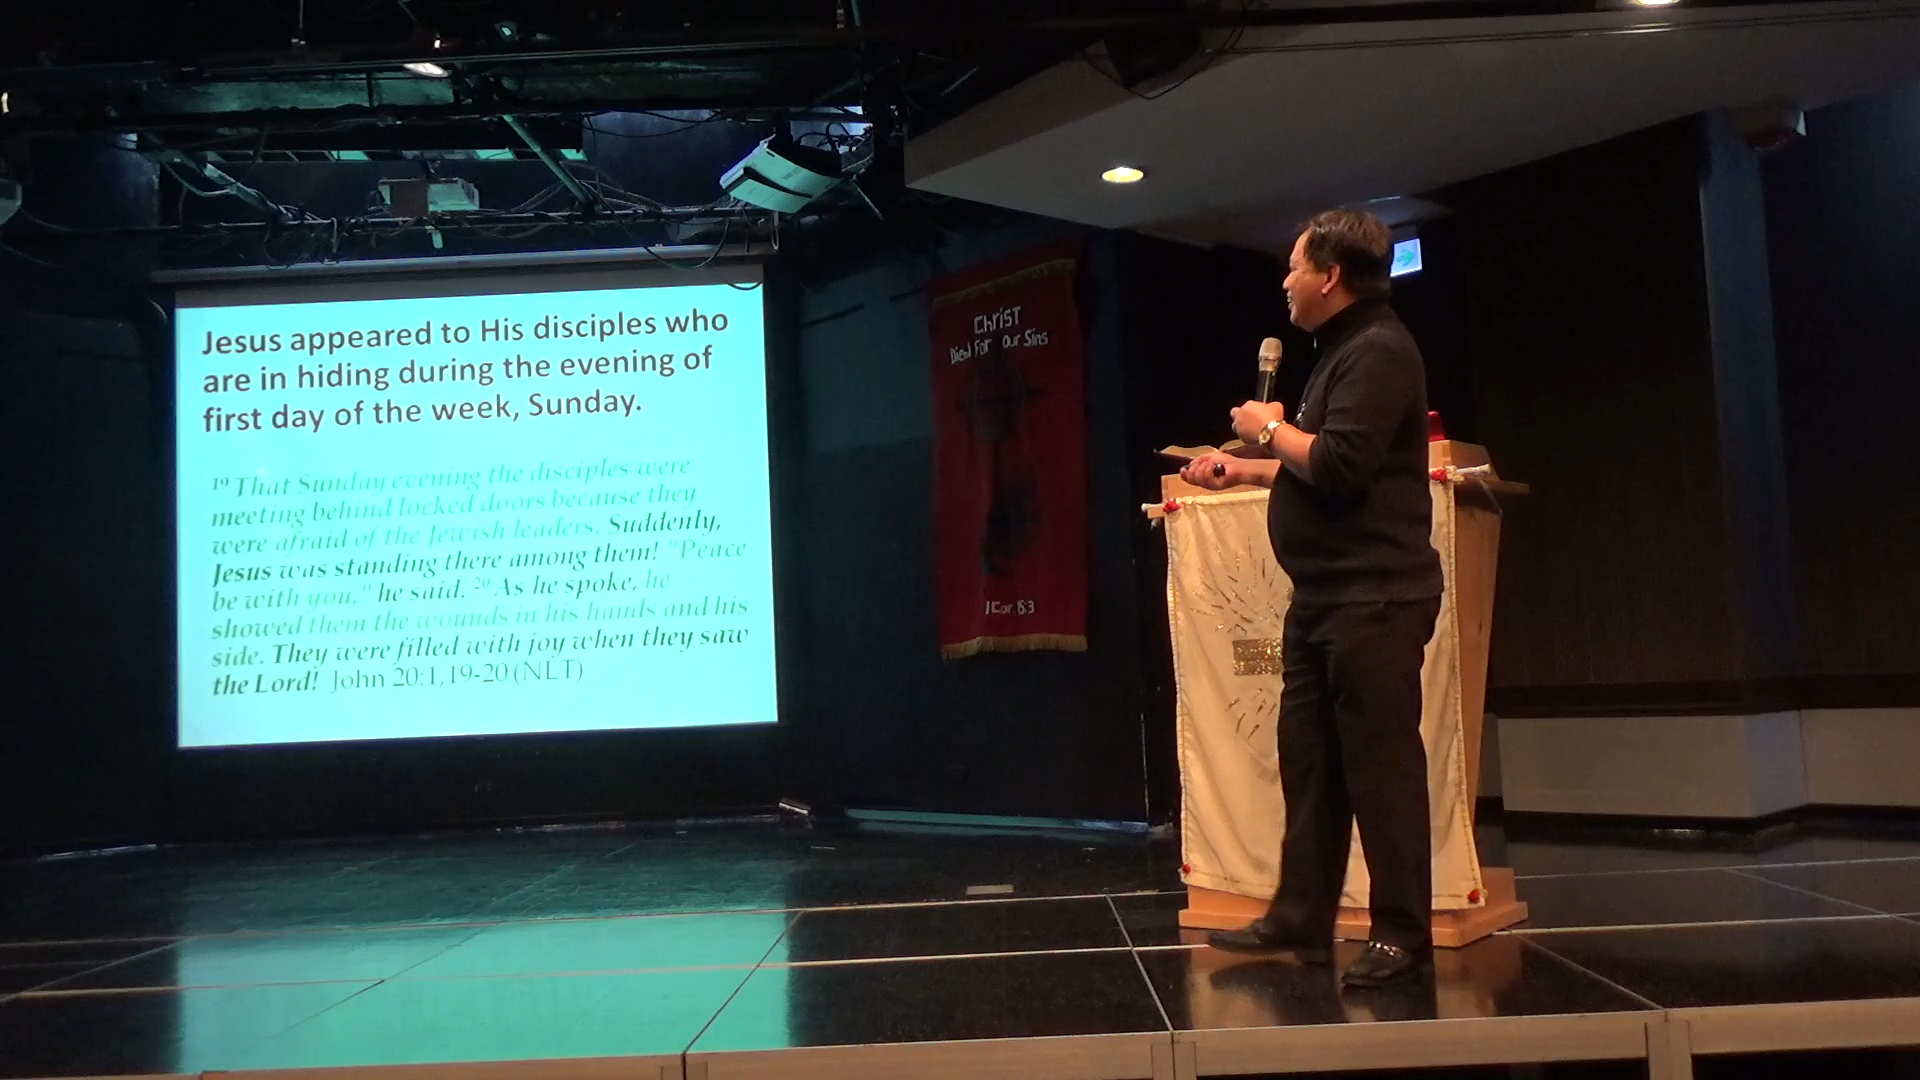 Jesus appeared to His disciples who
are in hiding during the evening of
first day of the week, Sunday.
19 That Sunday evening the disciples were
meeting behind locked doors because they
were afraid of the Jewish leaders. Suddenly,
Jesus was standing there among them! "Peace
be with you," he said. 20 As he spoke, he
showed them the wounds in his hands and his
side. They were filled with joy when they saw
the Lord! John 20:1,19-20 (NLT)
Christ
Died For Our Sins
1 Cor. 15:3